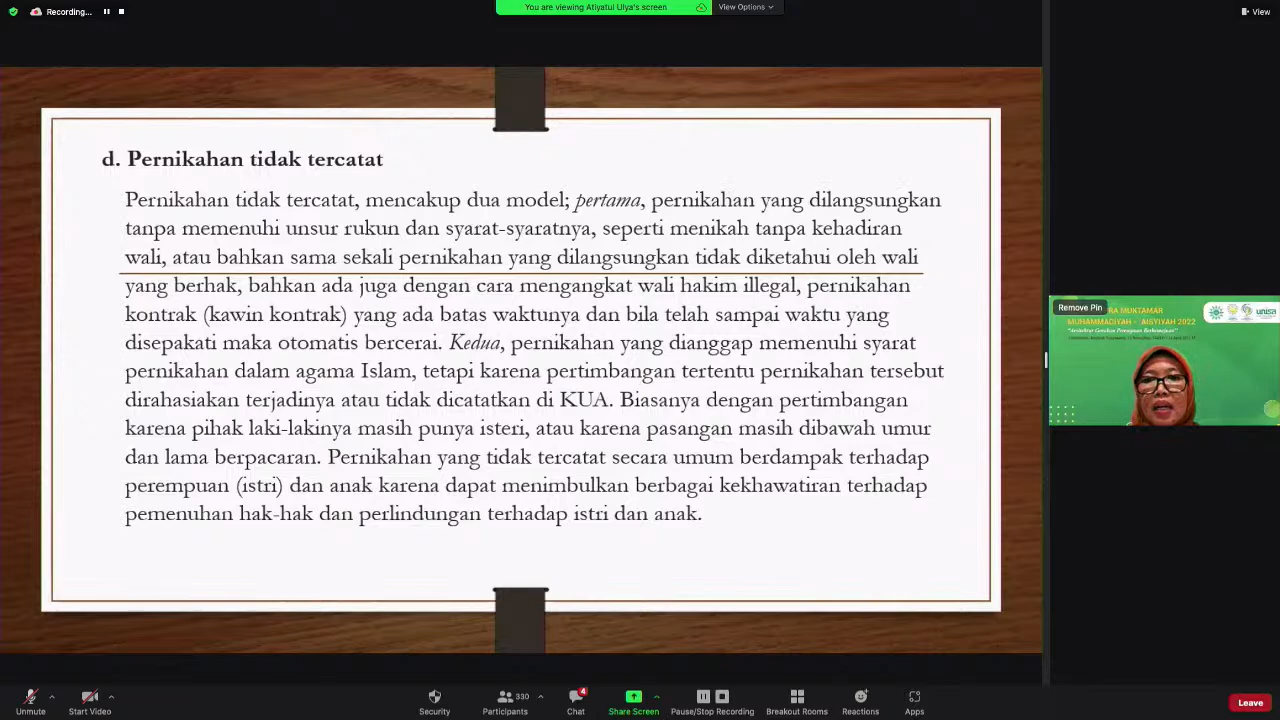 Recording...
You are viewing Atiyatul Ulya's screen
View Options
View
d. Pernikahan tidak tercatat
Pernikahan tidak tercatat, mencakup dua model; pertama, pernikahan yang dilangsungkan
tanpa memenuhi unsur rukun dan syarat-syaratnya, seperti menikah tanpa kehadiran
wali, atau bahkan sama sekali pernikahan yang dilangsungkan tidak diketahui oleh wali
yang berhak, bahkan ada juga dengan cara mengangkat wali hakim illegal, pernikahan
kontrak (kawin kontrak) yang ada batas waktunya dan bila telah sampai waktu yang
disepakati maka otomatis bercerai. Kedua, pernikahan yang dianggap memenuhi syarat
pernikahan dalam agama Islam, tetapi karena pertimbangan tertentu pernikahan tersebut
dirahasiakan terjadinya atau tidak dictatkan di KUA. Biasanya dengan pertimbangan
karena pihak laki-lakinya masih punya isteri, atau karena pasangan masih dibawah umur
dan lama berpacaran. Pernikahan yang tidak tercatat secara umum berdampak terhadap
perempuan (istri) dan anak karena dapat menimbulkan berbagai kekhawatiran terhadap
pemenuhan hak-hak dan perlindungan terhadap istri dan anak.
Remove Pin
RA MUKTAMAR
MUHAMMADIYAH - 'AISYIYAH 2022
unisa
Unmute
Start Video
Security
330
Participants
4
Chat
Share Screen
Pause/Stop Recording
Breakout Rooms
Reactions
Apps
Leave